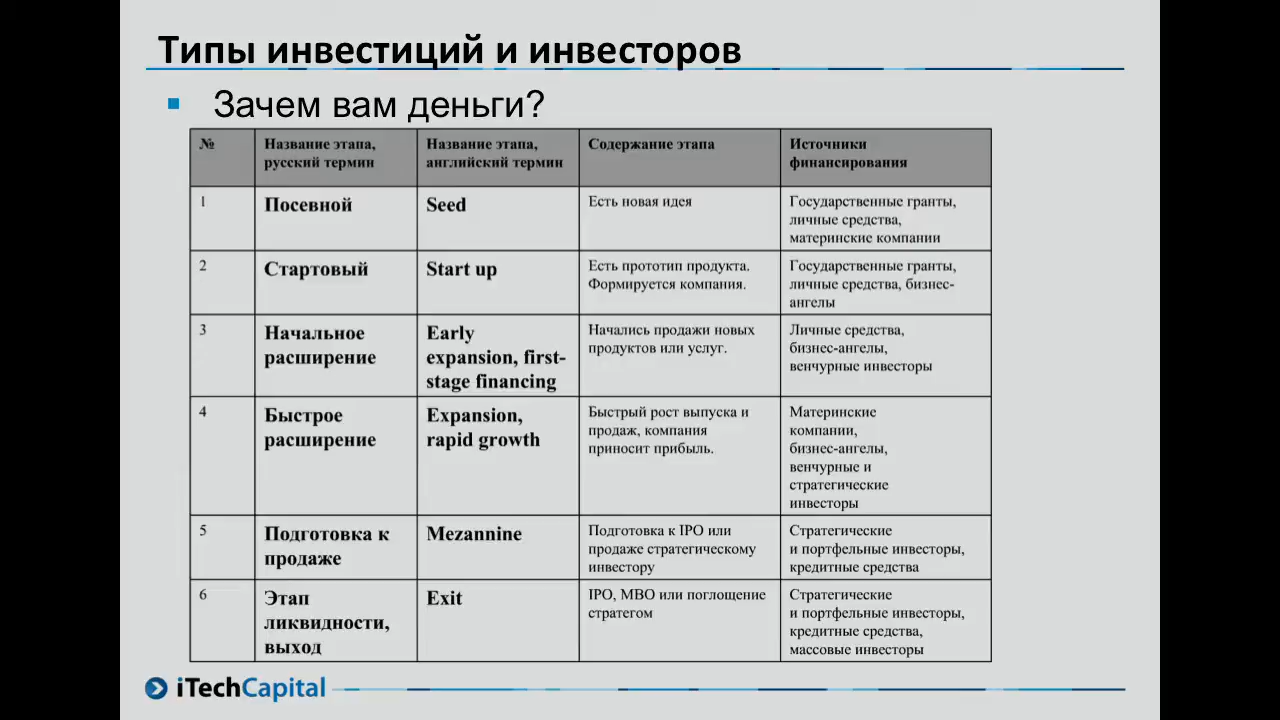 Типы инвестиций и инвесторов
Зачем вам деньги?
№
Название этапа,
русский термин
Название этапа,
английский термин
Содержание этапа
Источники
финансирования
1
Посевной
Seed
Есть новая идея
Государственные гранты,
личные средства,
материнские компании
2
Стартовый
Start up
Есть прототип продукта.
Формируется компания.
Государственные гранты,
личные средства, бизнес-
ангелы
3
Начальное
расширение
Early
expansion, first-
stage financing
Начались продажи новых
продуктов или услуг.
Личные средства,
бизнес-ангелы,
венчурные инвесторы
4
Быстрое
расширение
Expansion,
rapid growth
Быстрый рост выпуска и
продаж, компания
приносит прибыль.
Материнские
компании,
бизнес-ангелы,
венчурные и
стратегические
инвесторы
5
Подготовка к
продаже
Mezannine
Подготовка к IPO или
продаже стратегическому
инвестору
Стратегические
и портфельные инвесторы,
кредитные средства
6
Этап
ликвидности,
выход
Exit
IPO, MBO или поглощение
стратегом
Стратегические
и портфельные инвесторы,
кредитные средства,
массовые инвесторы
iTechCapital